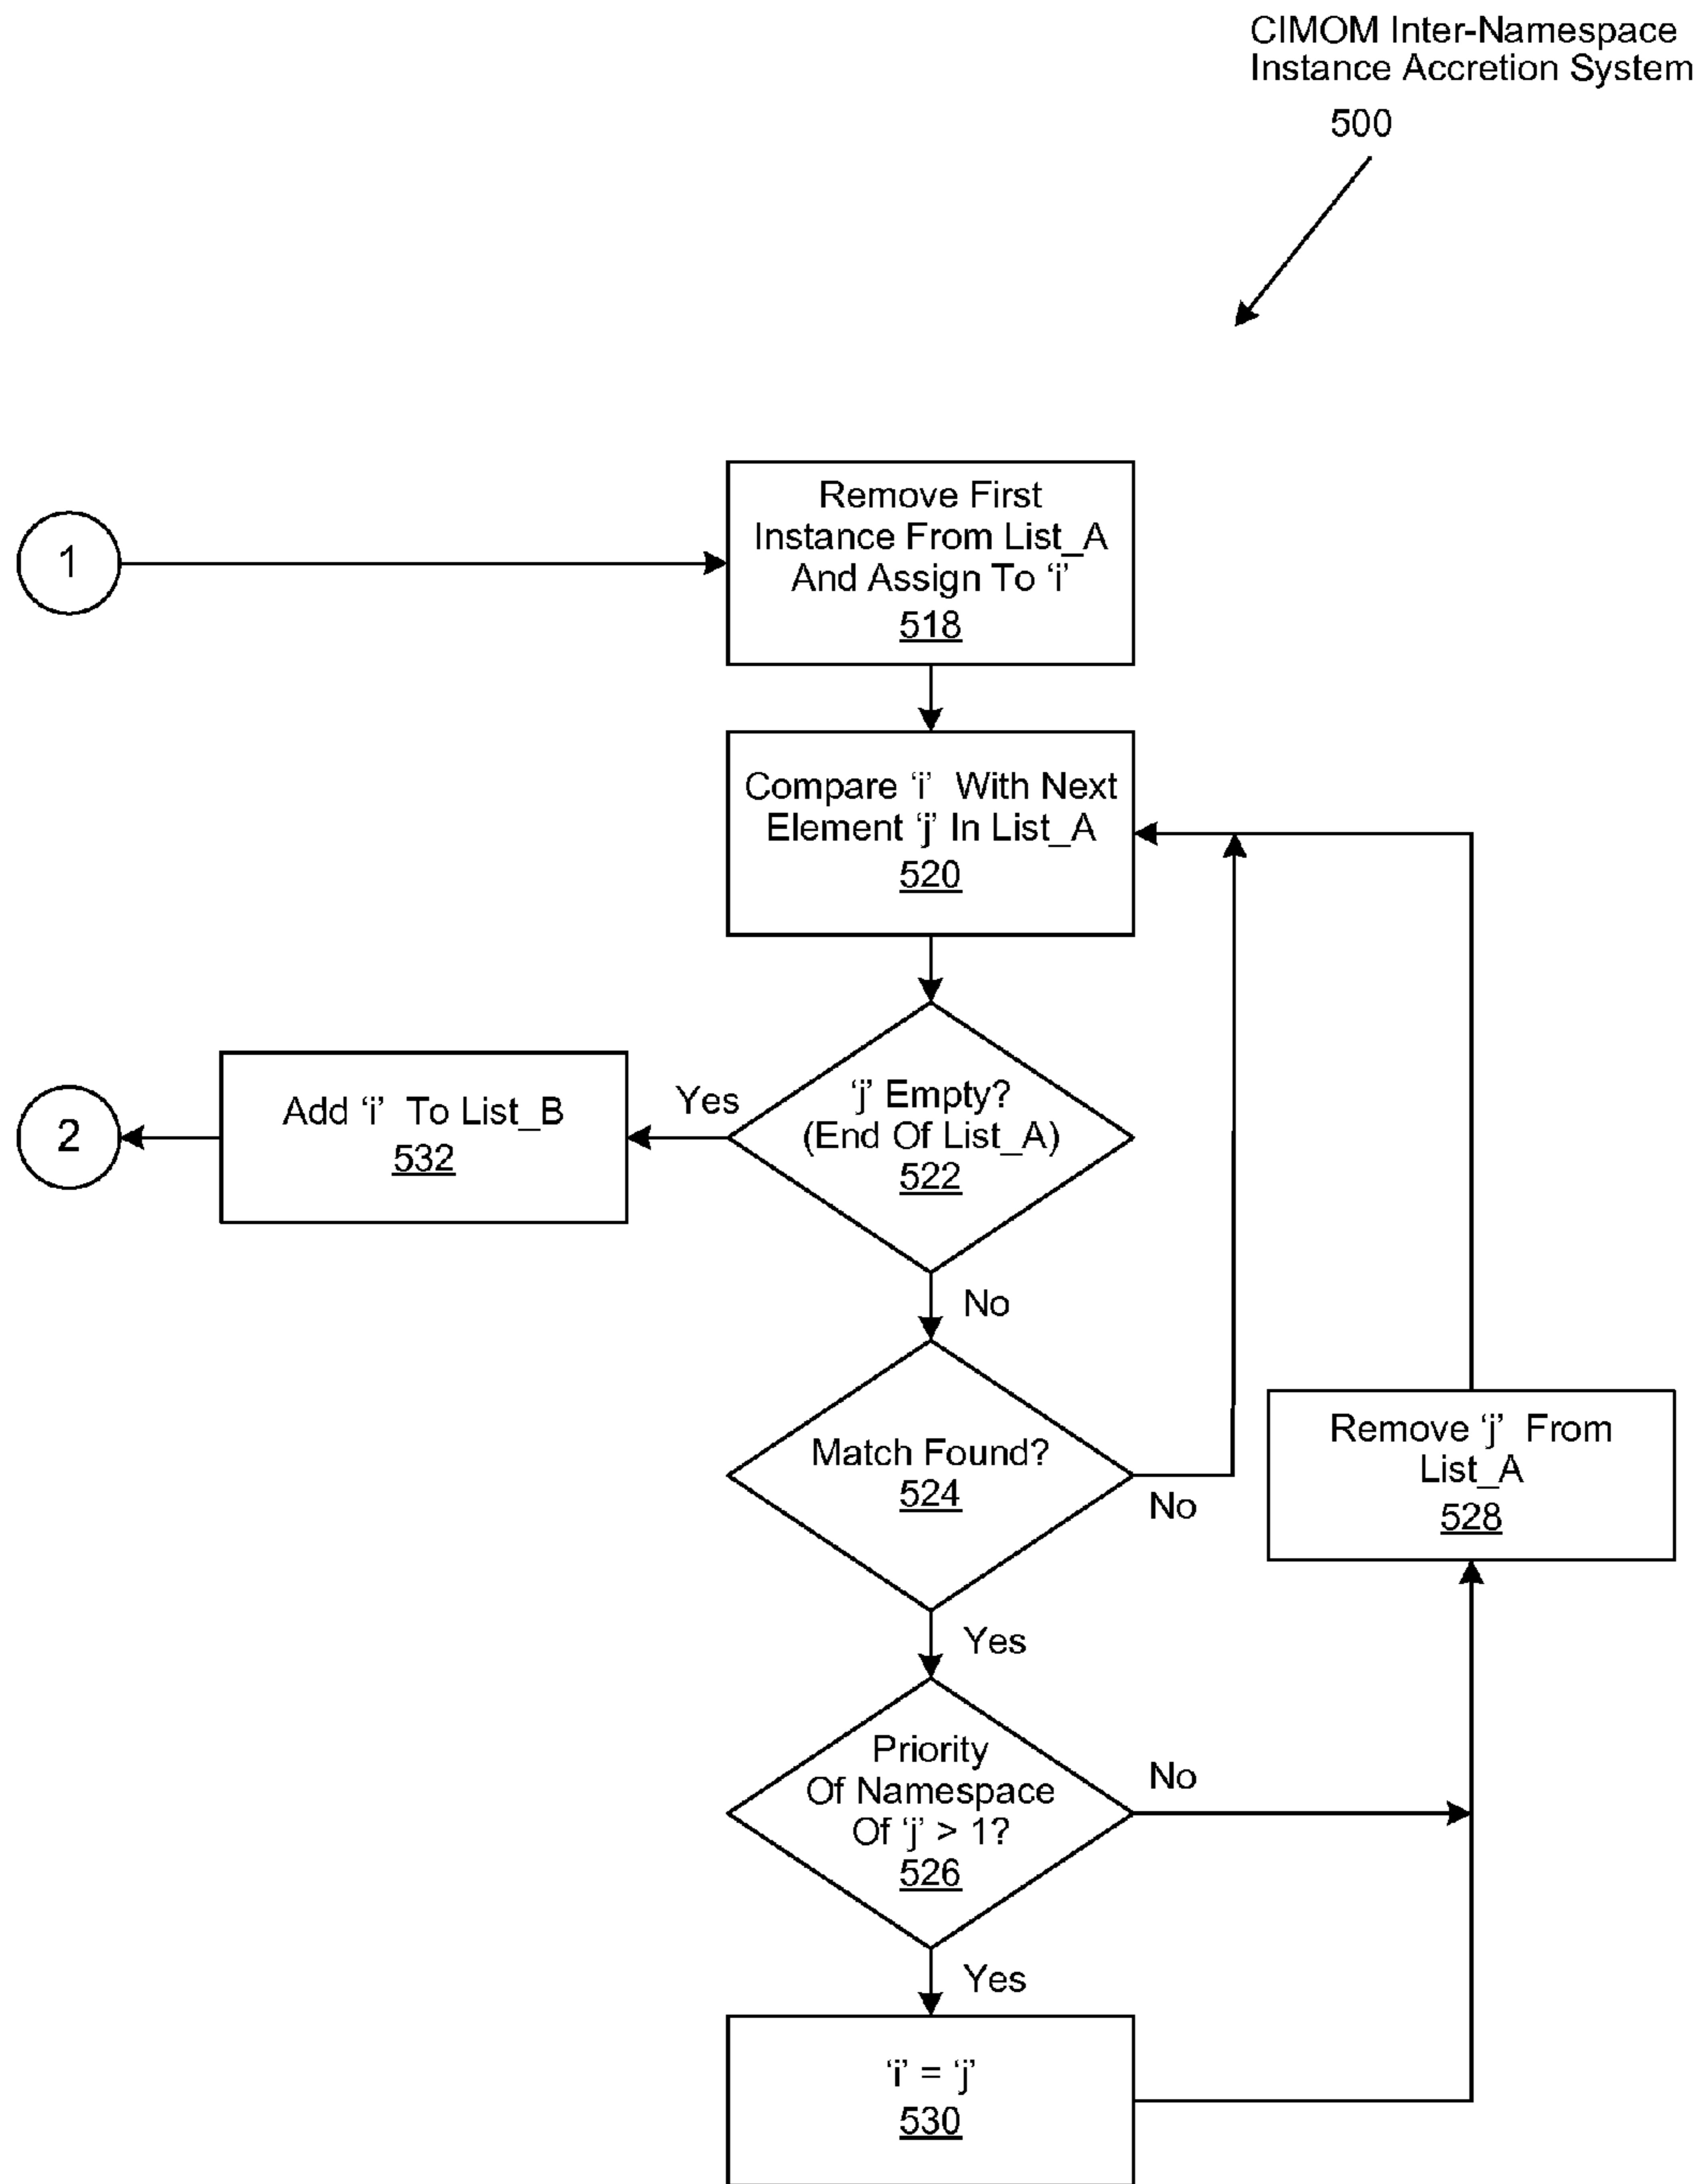 CIMOM Inter-Namespace
Instance Accretion System
500
1
Remove First
Instance From List_A
And Assign To ‘i’
518
Compare ‘i’ With Next
Element ‘j’ In List_A
520
‘j’ Empty?
(End Of List_A)
522
Yes
Add ‘i’ To List_B
532
2
No
Match Found?
524
No
Remove ‘j’ From
List_A
528
Yes
Priority
Of Namespace
Of ‘j’ > 1?
526
No
Yes
‘i’ = ‘j’
530